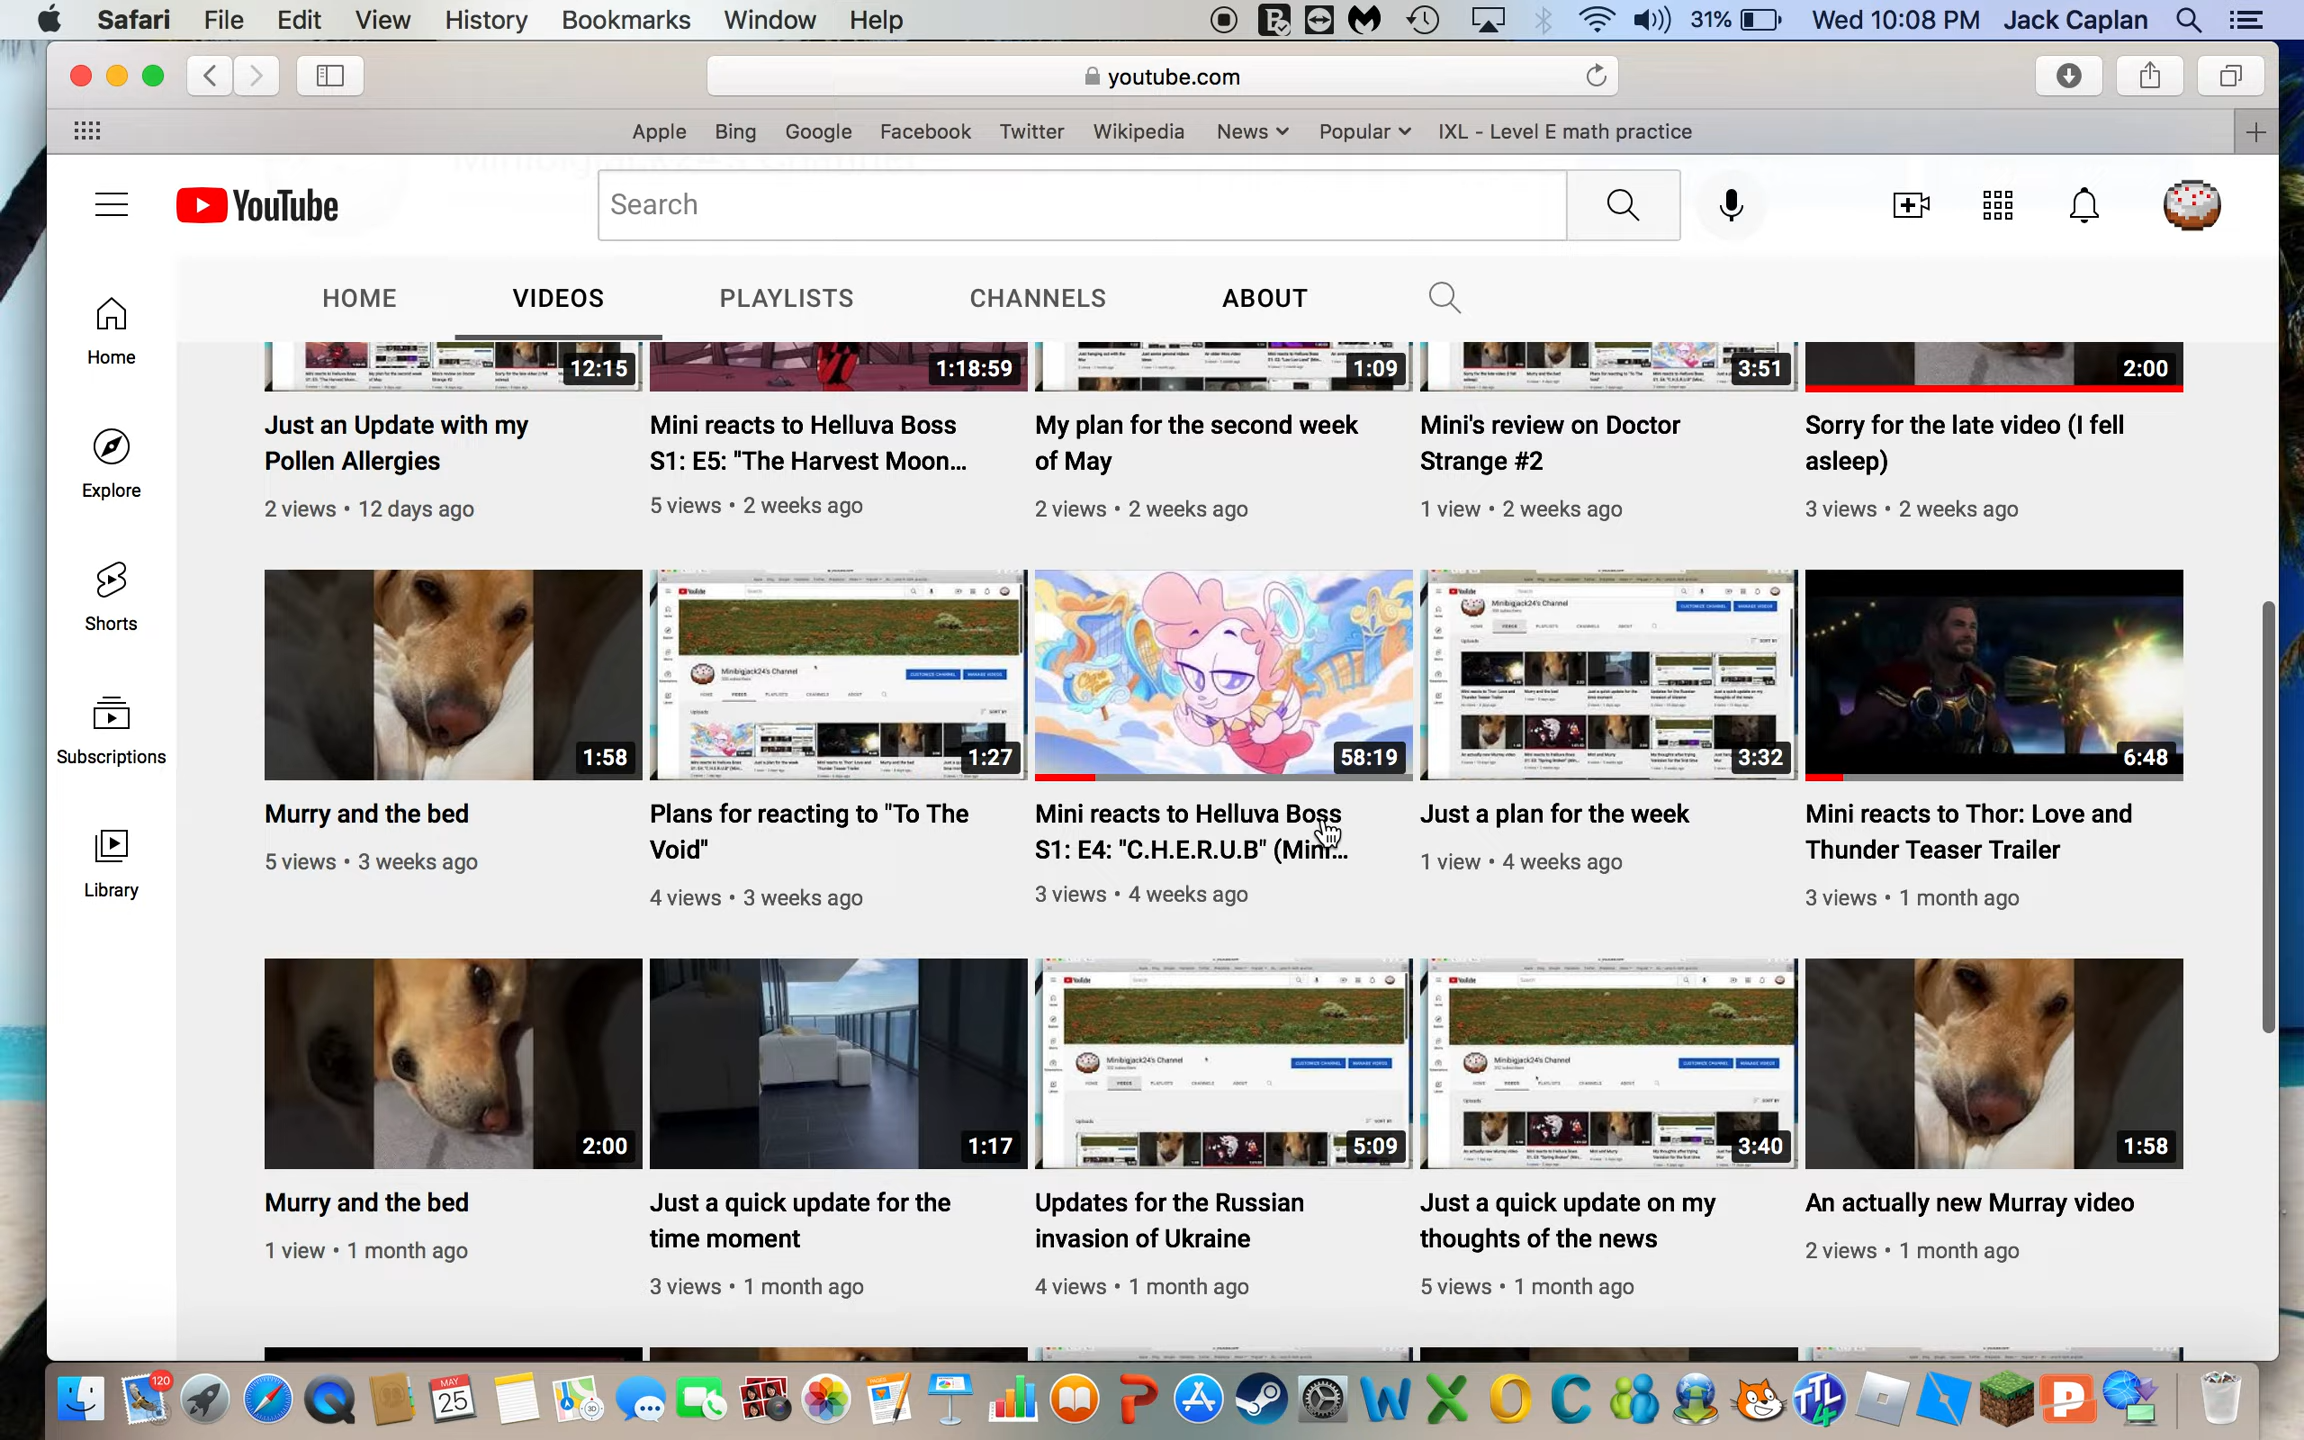 Safari File Edit View History Bookmarks Window Help 31% Wed 10:08 PM Jack Caplan
youtube.com
Apple Bing Google Facebook Twitter Wikipedia News Popular IXL - Level E math practice
YouTube Search
HOME VIDEOS PLAYLISTS CHANNELS ABOUT
Home
Explore
Shorts
Subscriptions
Library
12:15 1:18:59 1:09 3:51 2:00
Just an Update with my
Pollen Allergies
2 views • 12 days ago
Mini reacts to Helluva Boss
S1: E5: "The Harvest Moon...
5 views • 2 weeks ago
My plan for the second week
of May
2 views • 2 weeks ago
Mini's review on Doctor
Strange #2
1 view • 2 weeks ago
Sorry for the late video (I fell
asleep)
3 views • 2 weeks ago
1:58 1:27 58:19 3:32 6:48
Murry and the bed
5 views • 3 weeks ago
Plans for reacting to "To The
Void"
4 views • 3 weeks ago
Mini reacts to Helluva Boss
S1: E4: "C.H.E.R.U.B" (Mini...
3 views • 4 weeks ago
Just a plan for the week
1 view • 4 weeks ago
Mini reacts to Thor: Love and
Thunder Teaser Trailer
3 views • 1 month ago
2:00 1:17 5:09 3:40 1:58
Murry and the bed
1 view • 1 month ago
Just a quick update for the
time moment
3 views • 1 month ago
Updates for the Russian
invasion of Ukraine
4 views • 1 month ago
Just a quick update on my
thoughts of the news
5 views • 1 month ago
An actually new Murray video
2 views • 1 month ago
120
MAY
25